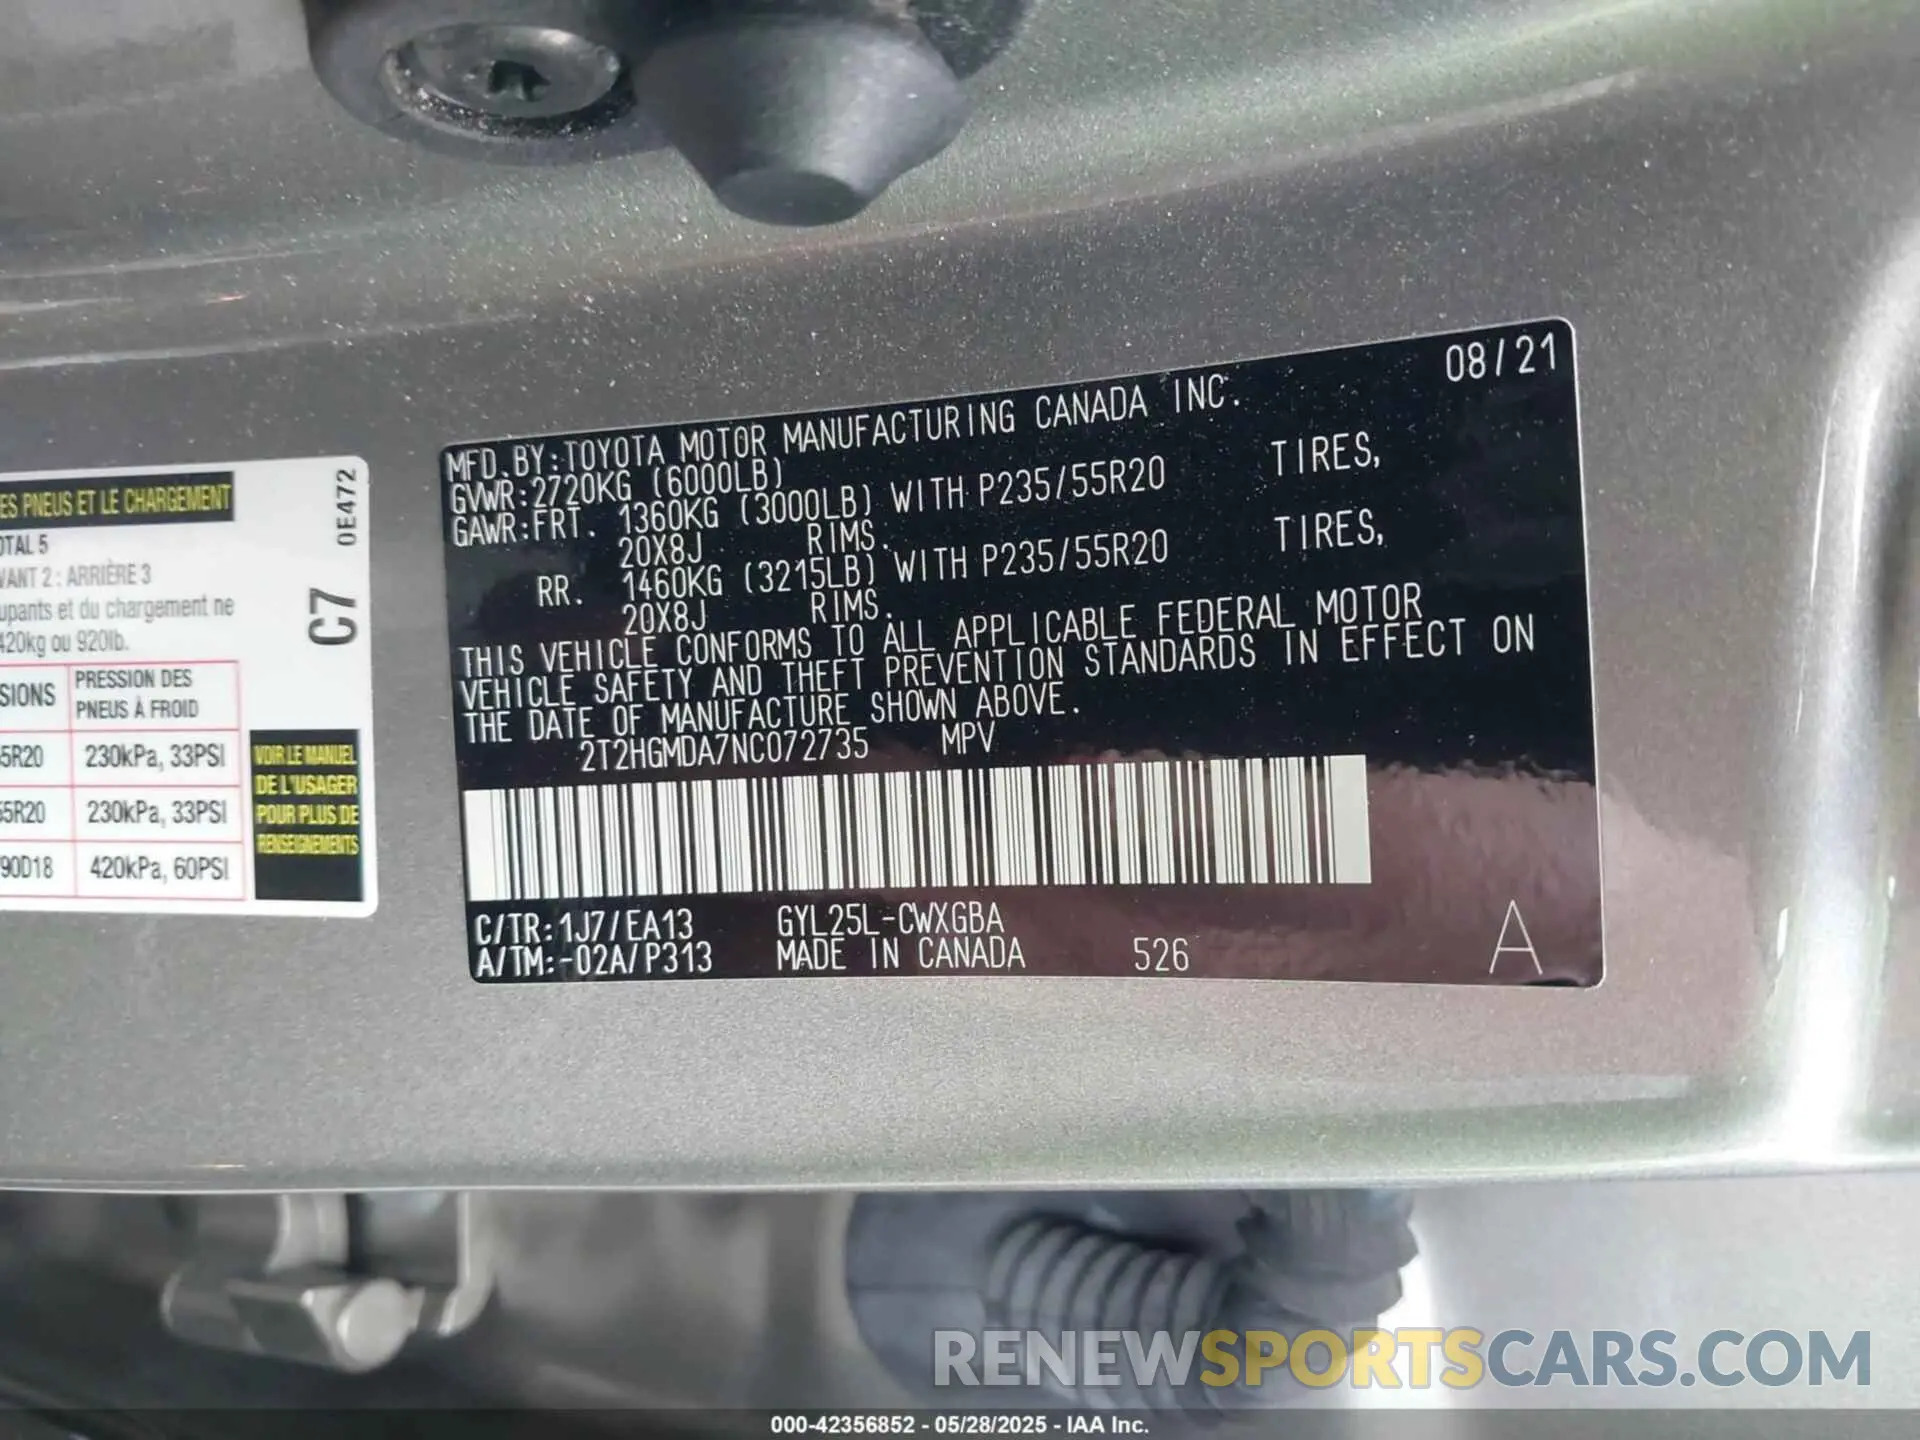 08/21
MFD.BY:TOYOTA MOTOR MANUFACTURING CANADA INC.
GVWR:2720KG (6000LB)
GAWR:FRT. 1360KG (3000LB) WITH P235/55R20 TIRES,
20X8J RIMS.
RR. 1460KG (3215LB) WITH P235/55R20 TIRES,
20X8J RIMS.
THIS VEHICLE CONFORMS TO ALL APPLICABLE FEDERAL MOTOR
VEHICLE SAFETY AND THEFT PREVENTION STANDARDS IN EFFECT ON
THE DATE OF MANUFACTURE SHOWN ABOVE.
2T2HGMDA7NC072735 MPV
C/TR:1J7/EA13 GYL25L-CWXGBA
A/TM:-02A/P313 MADE IN CANADA 526 A
ES PNEUS ET LE CHARGEMENT
OTAL 5
VANT 2 : ARRIÈRE 3
upants et du chargement ne
420kg ou 920lb.
0E472
C7
SIONS PRESSION DES
PNEUS À FROID
5R20 230kPa, 33PSI
55R20 230kPa, 33PSI
90D18 420kPa, 60PSI
VOIR LE MANUEL
DE L'USAGER
POUR PLUS DE
RENSEIGNEMENTS
RENEWSPORTSCARS.COM
000-42356852 - 05/28/2025 - IAA Inc.